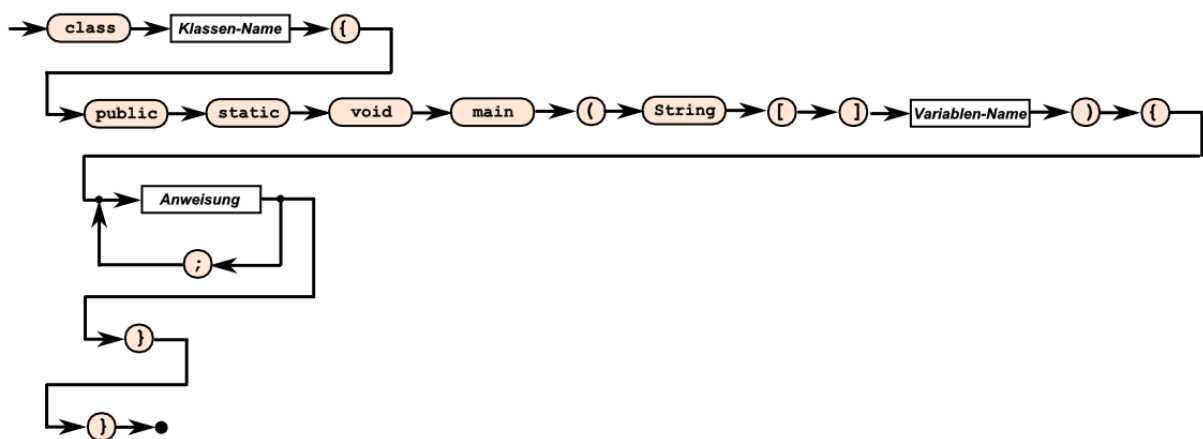 class Klassen-Name {
public static void main ( String [ ] Variablen-Name ) {
Anweisung
;
}
}